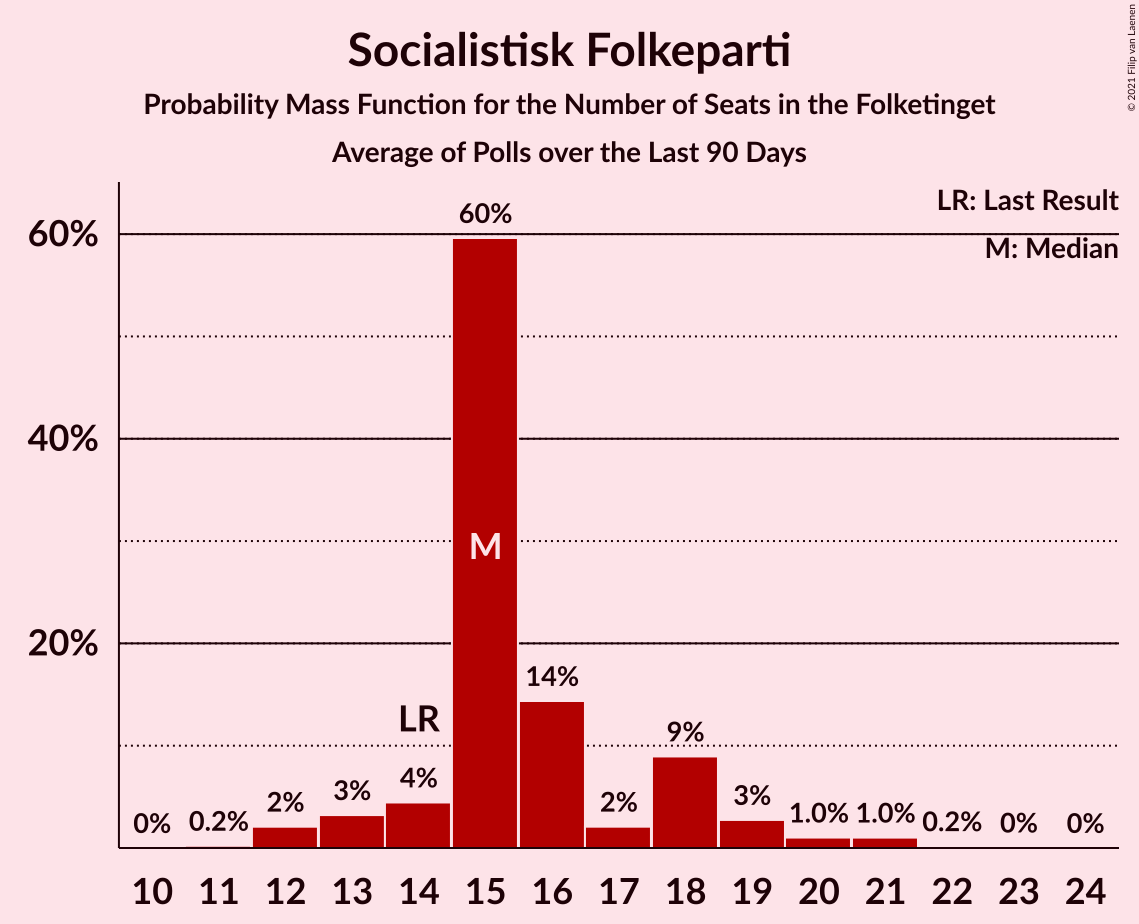 Socialistisk Folkeparti
Probability Mass Function for the Number of Seats in the Folketinget
Average of Polls over the Last 90 Days
© 2021 Filip van Laenen
LR: Last Result
M: Median
60%
40%
20%
0%
0.2%
2%
3%
4%
LR
60%
M
14%
2%
9%
3%
1.0%
1.0%
0.2%
0%
0%
10 11 12 13 14 15 16 17 18 19 20 21 22 23 24